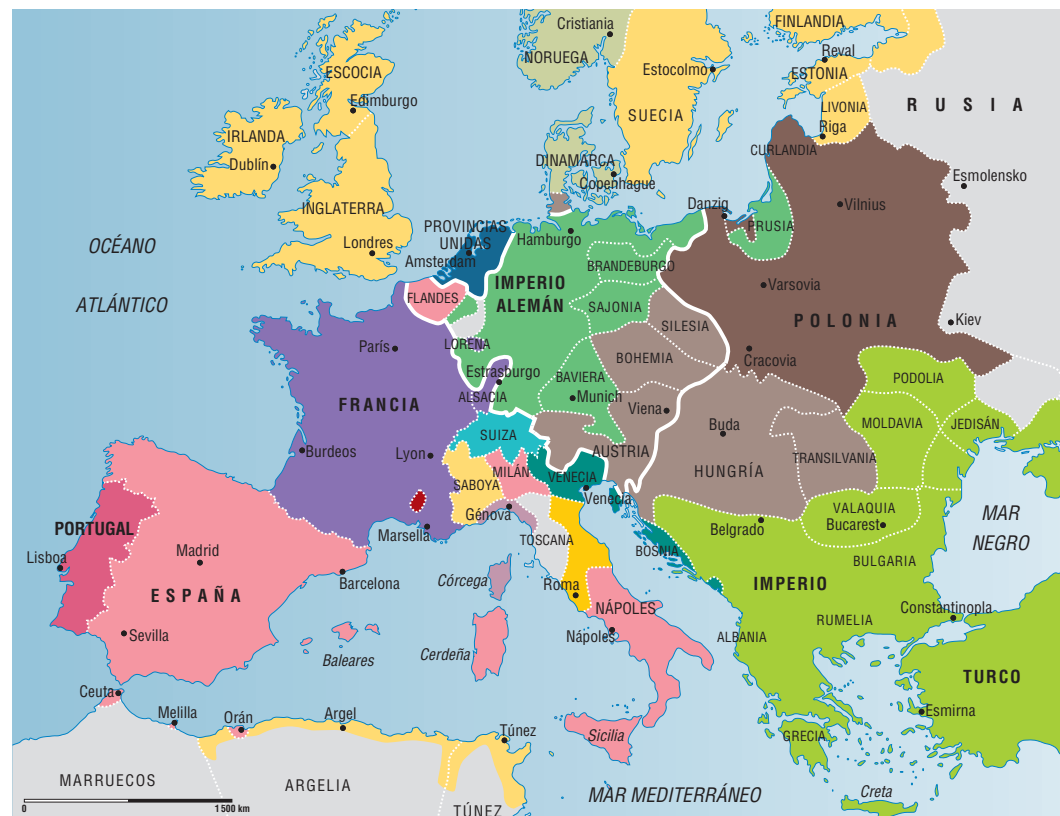 Cristiania
NORUEGA
FINLANDIA
Reval
ESTONIA
Estocolmo
ESCOCIA
Edimburgo
SUECIA
LIVONIA
RUSIA
Riga
IRLANDA
Dublín
DINAMARCA
Copenhague
CURLANDIA
Esmolensko
INGLATERRA
Danzig
Vilnius
PRUSIA
PROVINCIAS
UNIDAS
Hamburgo
OCÉANO
ATLÁNTICO
Londres
Amsterdam
BRANDEBURGO
IMPERIO
ALEMÁN
Varsovia
FLANDES
SAJONIA
POLONIA
Kiev
SILESIA
París
LORENA
BOHEMIA
Cracovia
Estrasburgo
BAVIERA
PODOLIA
ALSACIA
Munich
FRANCIA
Viena
MOLDAVIA
JEDISÁN
Buda
SUIZA
Burdeos
Lyon
AUSTRIA
HUNGRÍA
TRANSILVANIA
MILÁN
VENECIA
SABOYA
Venecia
VALAQUIA
Génova
Belgrado
Bucarest
MAR
NEGRO
PORTUGAL
Marsella
TOSCANA
BOSNIA
Madrid
BULGARIA
Lisboa
Barcelona
Córcega
Roma
IMPERIO
ESPAÑA
NÁPOLES
Constantinopla
RUMELIA
Sevilla
Nápoles
ALBANIA
Baleares
Cerdeña
TURCO
Ceuta
Melilla
Orán
Argel
Túnez
Sicilia
Esmirna
GRECIA
MARRUECOS
ARGELIA
TÚNEZ
MAR MEDITERRÁNEO
Creta
0 1 500 km